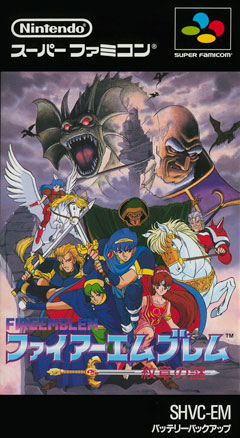 Nintendo®
スーパーファミコン®
SUPER FAMICOM
FIRE EMBLEM
ファイアーエムブレム
紋章の謎
SHVC-EM
バッテリーバックアップ